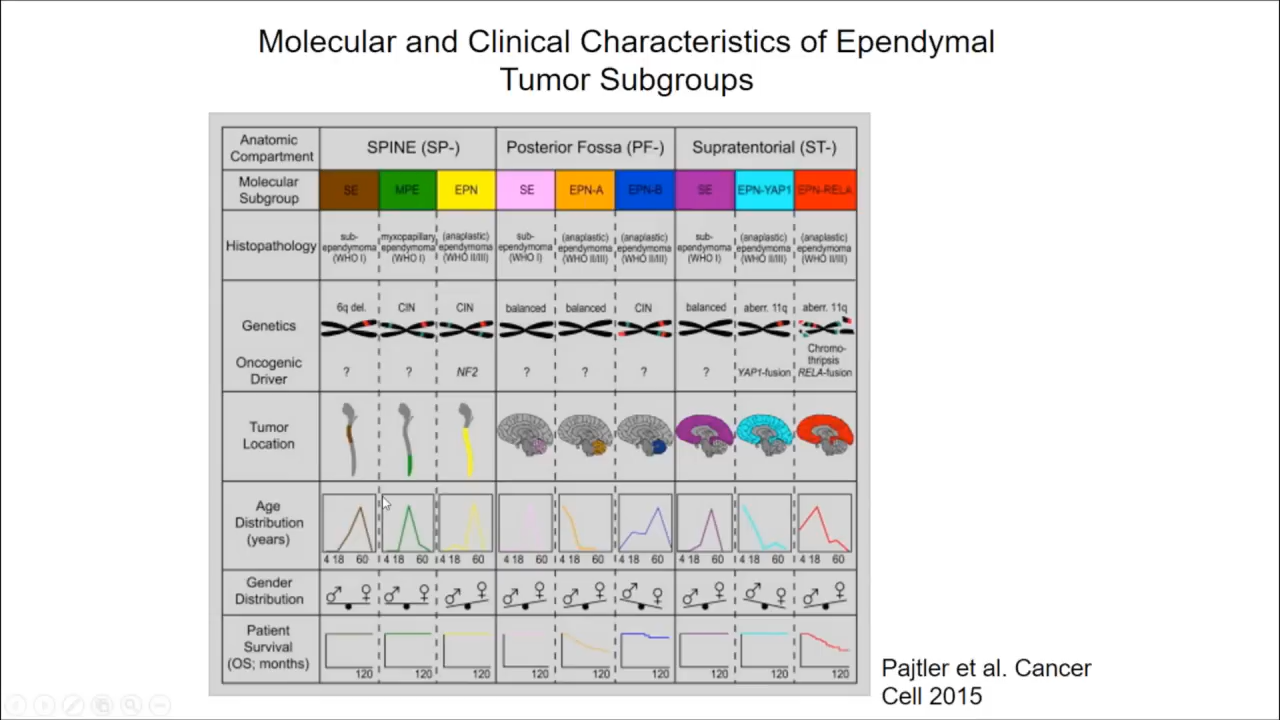 Molecular and Clinical Characteristics of Ependymal
Tumor Subgroups
Anatomic
Compartment
SPINE (SP-)
Posterior Fossa (PF-)
Supratentorial (ST-)
Molecular
Subgroup
SE
MPE
EPN
SE
EPN-A
EPN-B
SE
EPN-YAP1
EPN-RELA
Histopathology
sub-
ependymoma
(WHO I)
myxopapillary
ependymoma
(WHO I)
(anaplastic)
ependymoma
(WHO II/III)
sub-
ependymoma
(WHO I)
(anaplastic)
ependymoma
(WHO II/III)
(anaplastic)
ependymoma
(WHO II/III)
sub-
ependymoma
(WHO I)
(anaplastic)
ependymoma
(WHO II/III)
(anaplastic)
ependymoma
(WHO II/III)
Genetics
6q del.
CIN
CIN
balanced
balanced
CIN
balanced
aberr. 11q
aberr. 11q
Oncogenic
Driver
?
?
NF2
?
?
?
?
YAP1-fusion
Chromo-
thripsis
RELA-fusion
Tumor
Location
Age
Distribution
(years)
4 18 60
4 18 60
4 18 60
4 18 60
4 18 60
4 18 60
4 18 60
4 18 60
4 18 60
Gender
Distribution
♂ ♀
♂ ♀
♂ ♀
♂ ♀
♂ ♀
♂ ♀
♂ ♀
♂ ♀
♂ ♀
Patient
Survival
(OS; months)
120
120
120
120
120
120
120
120
120
Pajtler et al. Cancer
Cell 2015